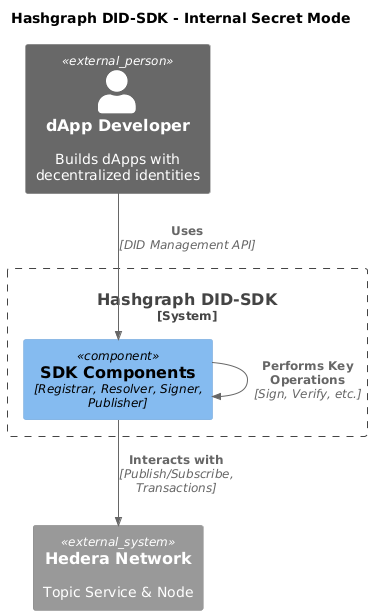 Hashgraph DID-SDK - Internal Secret Mode
«external_person»
dApp Developer
Builds dApps with
decentralized identities
Uses
[DID Management API]
Hashgraph DID-SDK
[System]
«component»
SDK Components
[Registrar, Resolver, Signer,
Publisher]
Performs Key
Operations
[Sign, Verify, etc.]
Interacts with
[Publish/Subscribe,
Transactions]
«external_system»
Hedera Network
Topic Service & Node